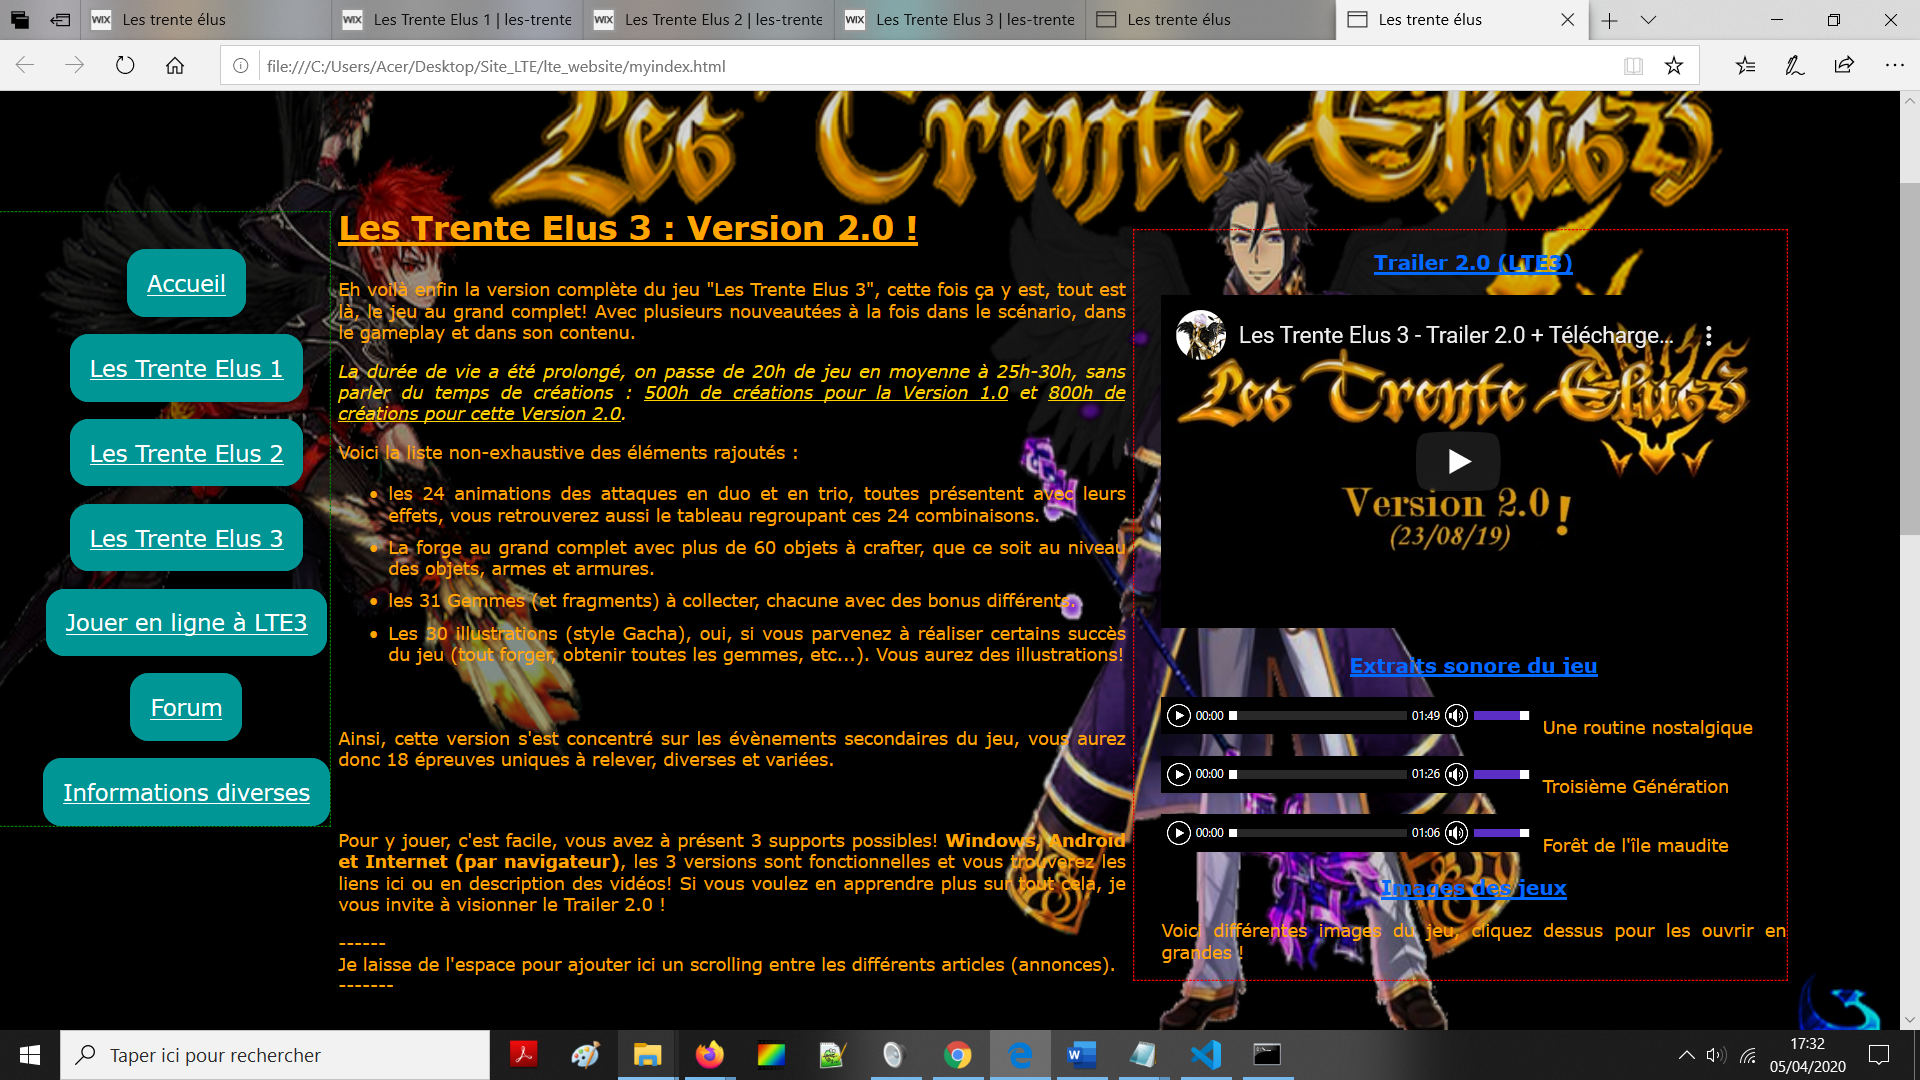 Les trente élus
Les Trente Elus 1 | les-trente
Les Trente Elus 2 | les-trente
Les Trente Elus 3 | les-trente
Les trente élus
Les trente élus
file:///C:/Users/Acer/Desktop/Site_LTE/lte_website/myindex.html
Les Trente Elus 3
Accueil
Les Trente Elus 1
Les Trente Elus 2
Les Trente Elus 3
Jouer en ligne à LTE3
Forum
Informations diverses
Les Trente Elus 3 : Version 2.0 !
Eh voilà enfin la version complète du jeu "Les Trente Elus 3", cette fois ça y est, tout est
là, le jeu au grand complet! Avec plusieurs nouveautées à la fois dans le scénario, dans
le gameplay et dans son contenu.
La durée de vie a été prolongé, on passe de 20h de jeu en moyenne à 25h-30h, sans
parler du temps de créations : 500h de créations pour la Version 1.0 et 800h de
créations pour cette Version 2.0.
Voici la liste non-exhaustive des éléments rajoutés :
• les 24 animations des attaques en duo et en trio, toutes présentent avec leurs
effets, vous retrouverez aussi le tableau regroupant ces 24 combinaisons.
• La forge au grand complet avec plus de 60 objets à crafter, que ce soit au niveau
des objets, armes et armures.
• les 31 Gemmes (et fragments) à collecter, chacune avec des bonus différents.
• Les 30 illustrations (style Gacha), oui, si vous parvenez à réaliser certains succès
du jeu (tout forger, obtenir toutes les gemmes, etc...). Vous aurez des illustrations!
Ainsi, cette version s'est concentré sur les évènements secondaires du jeu, vous aurez
donc 18 épreuves uniques à relever, diverses et variées.
Pour y jouer, c'est facile, vous avez à présent 3 supports possibles! Windows, Android
et Internet (par navigateur), les 3 versions sont fonctionnelles et vous trouverez les
liens ici ou en description des vidéos! Si vous voulez en apprendre plus sur tout cela, je
vous invite à visionner le Trailer 2.0 !
------
Je laisse de l'espace pour ajouter ici un scrolling entre les différents articles (annonces).
-------
Trailer 2.0 (LTE3)
Les Trente Elus 3 - Trailer 2.0 + Télécharge...
Les Trente Elus 3
Version 2.0 !
(23/08/19)
Extraits sonore du jeu
00:00 01:49 Une routine nostalgique
00:00 01:26 Troisième Génération
00:00 01:06 Forêt de l'île maudite
Images des jeux
Voici différentes images du jeu, cliquez dessus pour les ouvrir en
grandes !
Taper ici pour rechercher
17:32
05/04/2020